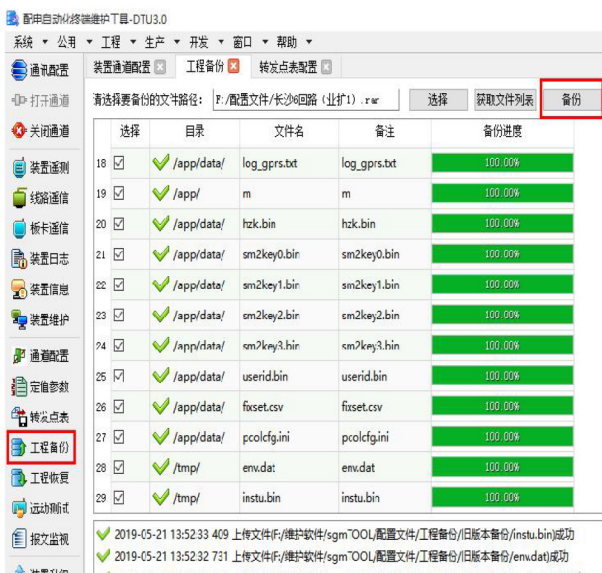 配电自动化终端维护工具-DTU3.0
系统 公用 工程 生产 开发 窗口 帮助
通讯配置
打开通道
关闭通道
装置遥测
线路遥信
板卡遥信
装置日志
装置信息
装置维护
通道配置
定值参数
转发点表
工程备份
工程恢复
远动测试
报文监视
装置通道配置 工程备份 转发点表配置
请选择要备份的文件路径: F:/配置文件/长沙6回路(业扩1).rar 选择 获取文件列表 备份
选择 目录 文件名 备注 备份进度
18 /app/data/ log_gprs.txt log_gprs.txt 100.00%
19 /app/ m m 100.00%
20 /app/data/ hzk.bin hzk.bin 100.00%
21 /app/data/ sm2key0.bin sm2key0.bin 100.00%
22 /app/data/ sm2key1.bin sm2key1.bin 100.00%
23 /app/data/ sm2key2.bin sm2key2.bin 100.00%
24 /app/data/ sm2key3.bin sm2key3.bin 100.00%
25 /app/data/ userid.bin userid.bin 100.00%
26 /app/data/ fixset.csv fixset.csv 100.00%
27 /app/data/ pcolcfg.ini pcolcfg.ini 100.00%
28 /tmp/ env.dat env.dat 100.00%
29 /tmp/ instu.bin instu.bin 100.00%
2019-05-21 13:52:33 409 上传文件(F:/维护软件/sgmTOOL/配置文件/工程备份/旧版本备份/instu.bin)成功
2019-05-21 13:52:32 731 上传文件(F:/维护软件/sgmTOOL/配置文件/工程备份/旧版本备份/env.dat)成功